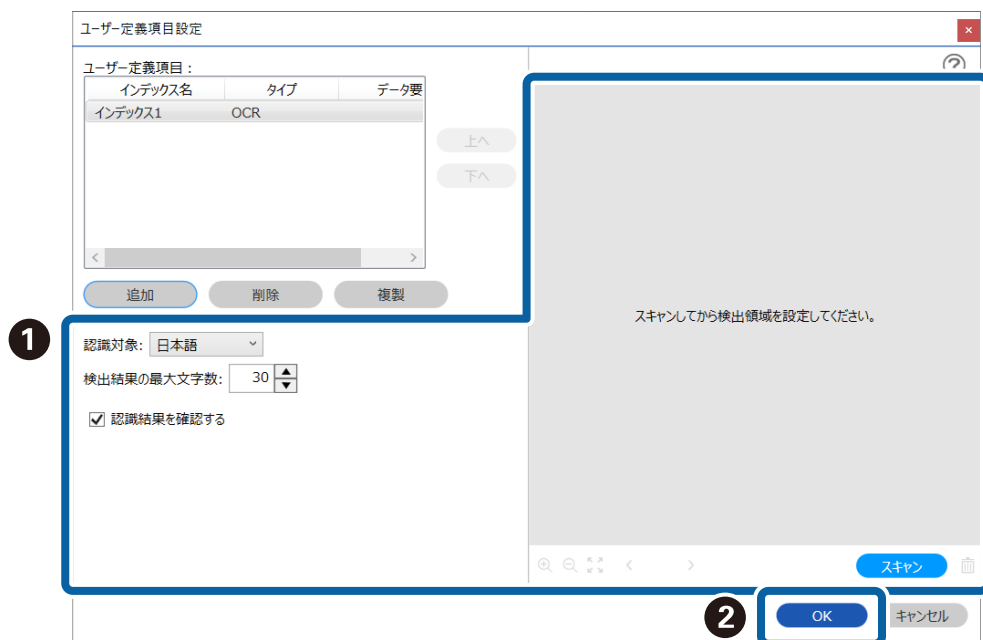 ユーザー定義項目設定
ユーザー定義項目：
インデックス名 タイプ データ要
インデックス1 OCR
上へ
下へ
追加 削除 複製
スキャンしてから検出領域を設定してください。
1
認識対象: 日本語
検出結果の最大文字数: 30
認識結果を確認する
スキャン
2
OK キャンセル